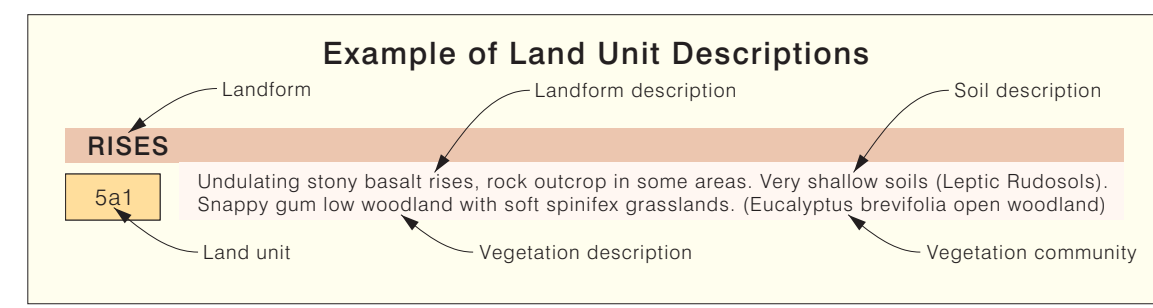 Example of Land Unit Descriptions
Landform
Landform description
Soil description
RISES
5a1
Undulating stony basalt rises, rock outcrop in some areas. Very shallow soils (Leptic Rudosols).
Snappy gum low woodland with soft spinifex grasslands. (Eucalyptus brevifolia open woodland)
Land unit
Vegetation description
Vegetation community